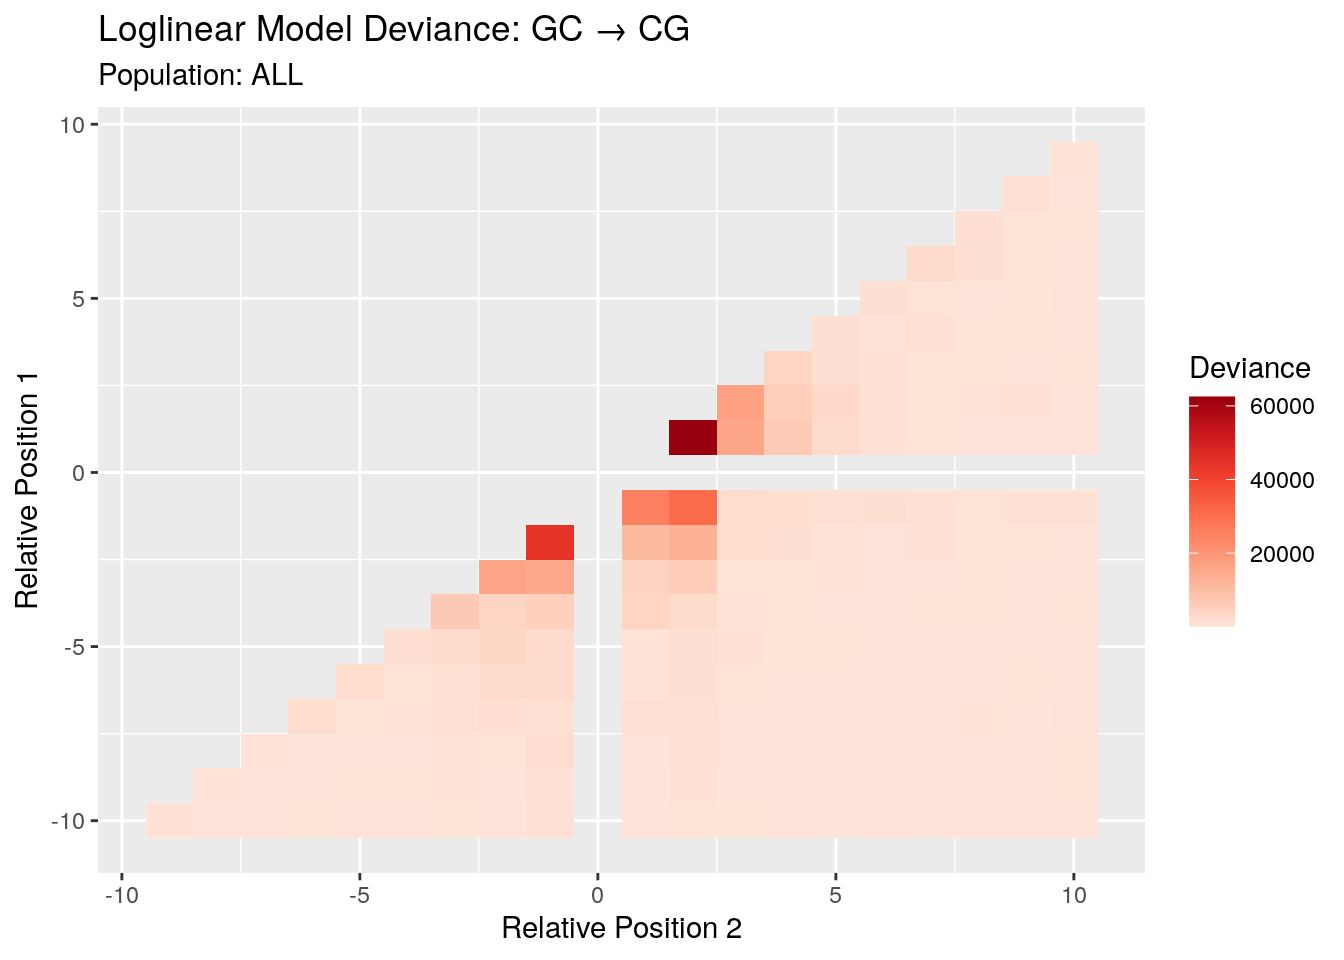 Loglinear Model Deviance: GC → CG
Population: ALL
10
5
0
-5
-10
Relative Position 1
-10
-5
0
5
10
Relative Position 2
Deviance
60000
40000
20000